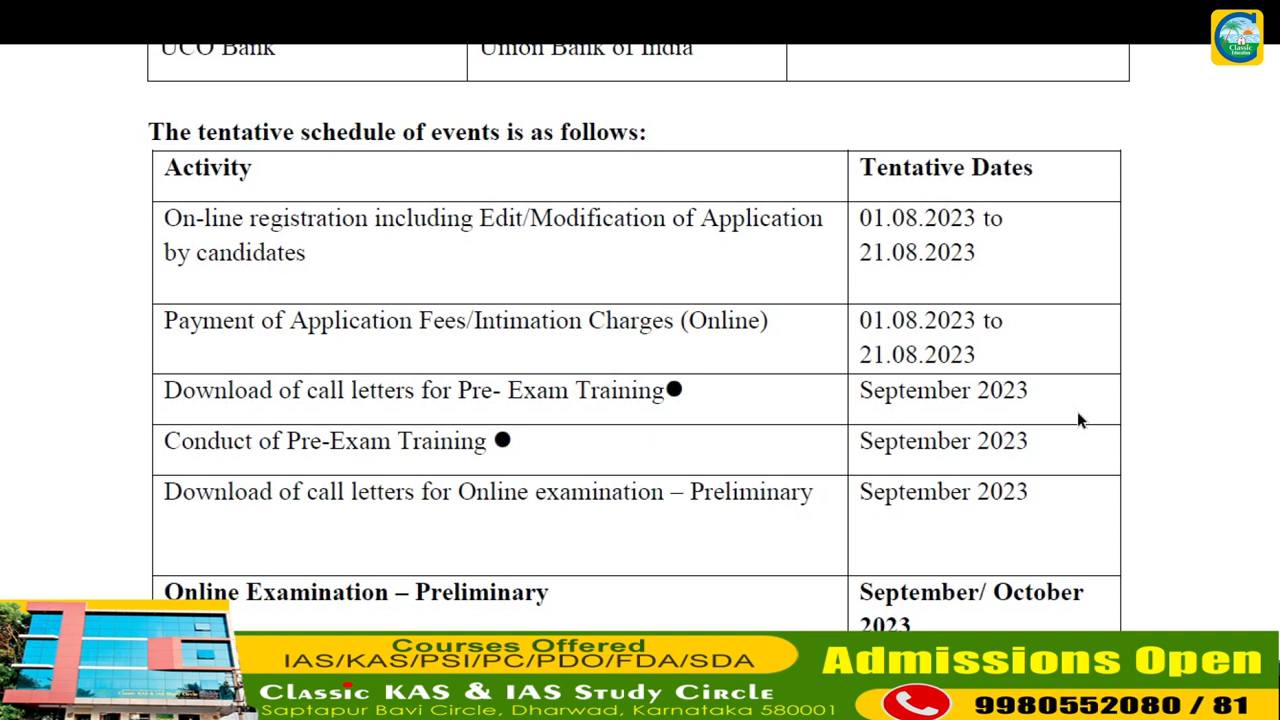 Classic
Education
UCO Bank
Union Bank of India
The tentative schedule of events is as follows:
Activity
Tentative Dates
On-line registration including Edit/Modification of Application
by candidates
01.08.2023 to
21.08.2023
Payment of Application Fees/Intimation Charges (Online)
01.08.2023 to
21.08.2023
Download of call letters for Pre- Exam Training●
September 2023
Conduct of Pre-Exam Training ●
September 2023
Download of call letters for Online examination – Preliminary
September 2023
Online Examination – Preliminary
September/ October
2023
Courses Offered
IAS/KAS/PSI/PC/PDO/FDA/SDA
Classic KAS & IAS Study Circle
Saptapur Bavi Circle, Dharwad, Karnataka 580001
Admissions Open
9980552080 / 81